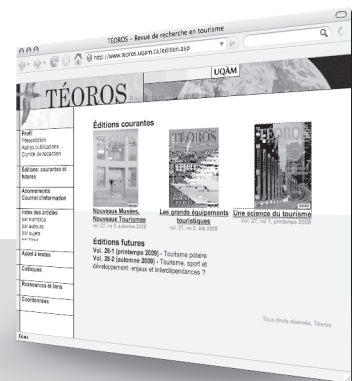 TÉOROS – Revue de recherche en tourisme
http://www.teoros.uqam.ca/edition.asp
UQÀM
TÉOROS
Profil
Présentation
Autres publications
Comité de rédaction
Éditions: courantes et
futures
Abonnements
Courriel d'information
Index des articles
par numéros
par auteurs
par sujets
Appel à textes
Colloques
Ressources et liens
Coordonnées
Éditions courantes
TÉOROS
TÉOROS
TÉOROS
Nouveaux Musées,
Nouveaux Tourismes
vol. 27, no 3, automne 2008
Les grands équipements
touristiques
vol. 27, no 2, été 2008
Une science du tourisme
Vol. 27, no 1, printemps 2008
Éditions futures
Vol. 28-1 (printemps 2009) - Tourisme polaire
Vol. 28-2 (automne 2009) - Tourisme, sport et
développement: enjeux et interdépendances ?
Tous droits réservés, Téoros